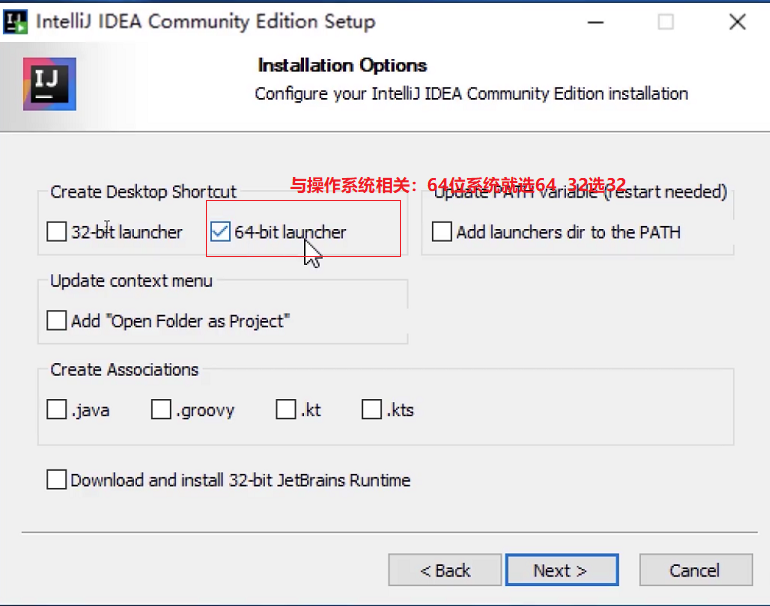 IntelliJ IDEA Community Edition Setup
IJ
Installation Options
Configure your IntelliJ IDEA Community Edition installation
与操作系统相关：64位系统就选64，32选32
Create Desktop Shortcut
Update PATH variable (restart needed)
32-bit launcher
64-bit launcher
Add launchers dir to the PATH
Update context menu
Add "Open Folder as Project"
Create Associations
.java
.groovy
.kt
.kts
Download and install 32-bit JetBrains Runtime
< Back
Next >
Cancel